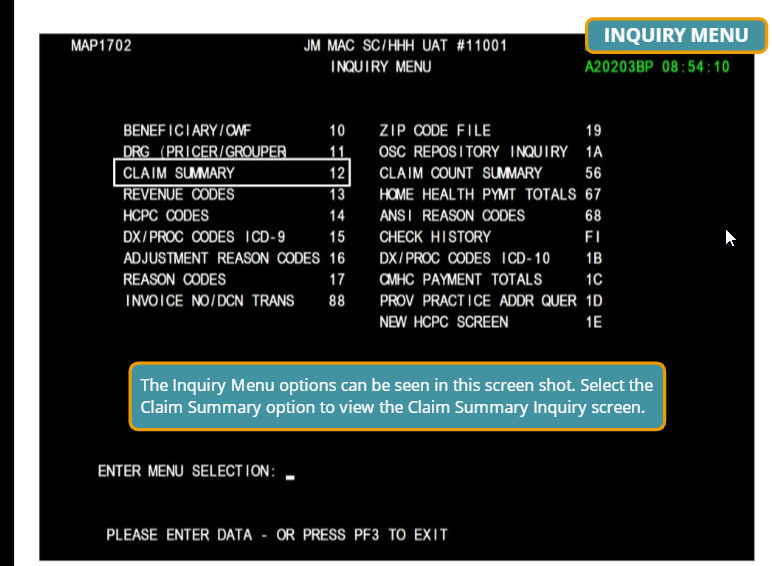 INQUIRY MENU
MAP1702 JM MAC SC/HHH UAT #11001
INQUIRY MENU A20203BP 08:54:10
BENEFICIARY/CWF 10 ZIP CODE FILE 19
DRG (PRICER/GROUPER) 11 OSC REPOSITORY INQUIRY 1A
CLAIM SUMMARY 12 CLAIM COUNT SUMMARY 56
REVENUE CODES 13 HOME HEALTH PYMT TOTALS 67
HCPC CODES 14 ANSI REASON CODES 68
DX/PROC CODES ICD-9 15 CHECK HISTORY FI
ADJUSTMENT REASON CODES 16 DX/PROC CODES ICD-10 1B
REASON CODES 17 CMHC PAYMENT TOTALS 1C
INVOICE NO/DCN TRANS 88 PROV PRACTICE ADDR QUER 1D
NEW HCPC SCREEN 1E
The Inquiry Menu options can be seen in this screen shot. Select the
Claim Summary option to view the Claim Summary Inquiry screen.
ENTER MENU SELECTION: _
PLEASE ENTER DATA - OR PRESS PF3 TO EXIT